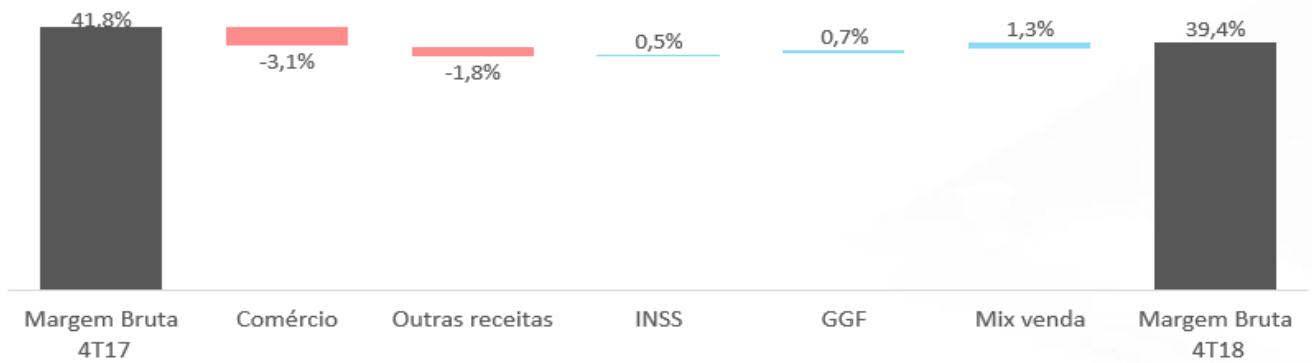 41,8%
-3,1%
-1,8%
0,5%
0,7%
1,3%
39,4%
Margem Bruta
4T17
Comércio
Outras receitas
INSS
GGF
Mix venda
Margem Bruta
4T18